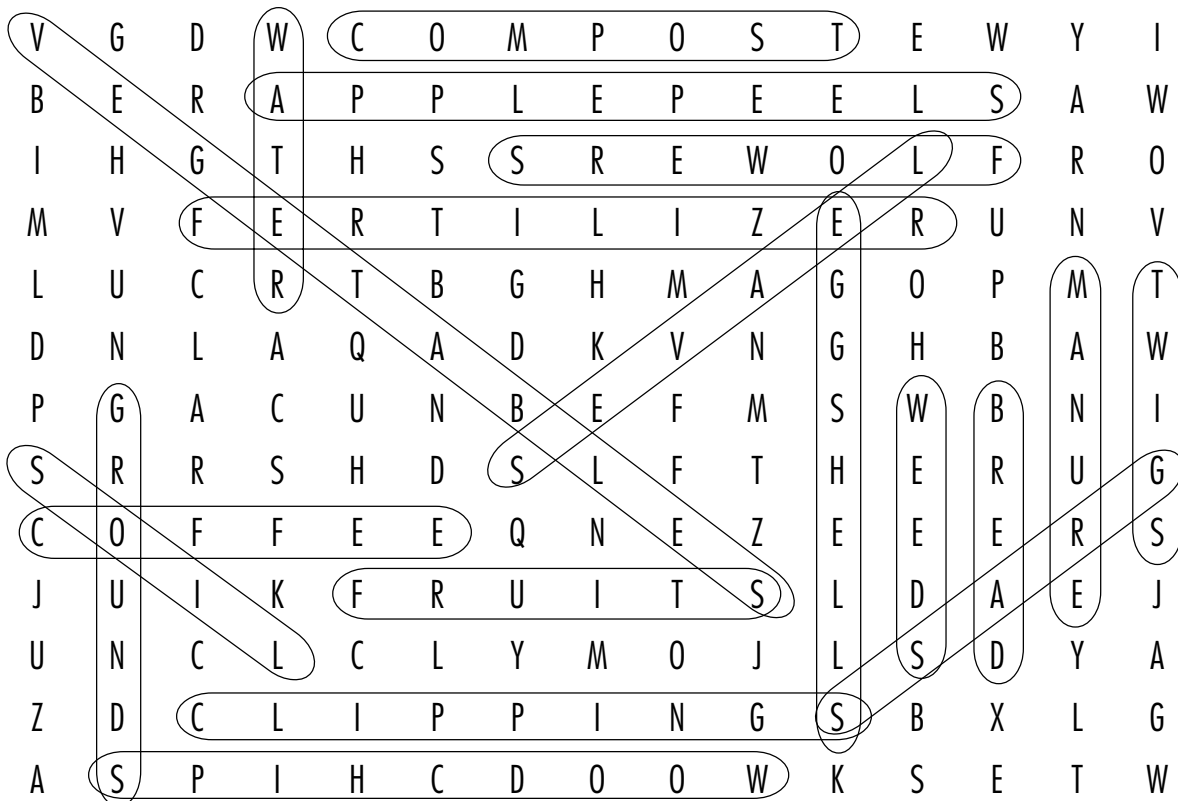 V G D W C O M P O S T E W Y I
B E R A P P L E P E E L S A W
I H G T H S S R E W O L F R O
M V F E R T I L I Z E R U N V
L U C R T B G H M A G O P M T
D N L A Q A D K V N G H B A W
P G A C U N B E F M S W B N I
S R R S H D S L F T H E R U G
C O F F E E Q N E Z E E E R S
J U I K F R U I T S L D A E J
U N C L C L Y M O J L S D Y A
Z D C L I P P I N G S B X L G
A S P I H C D O O W K S E T W